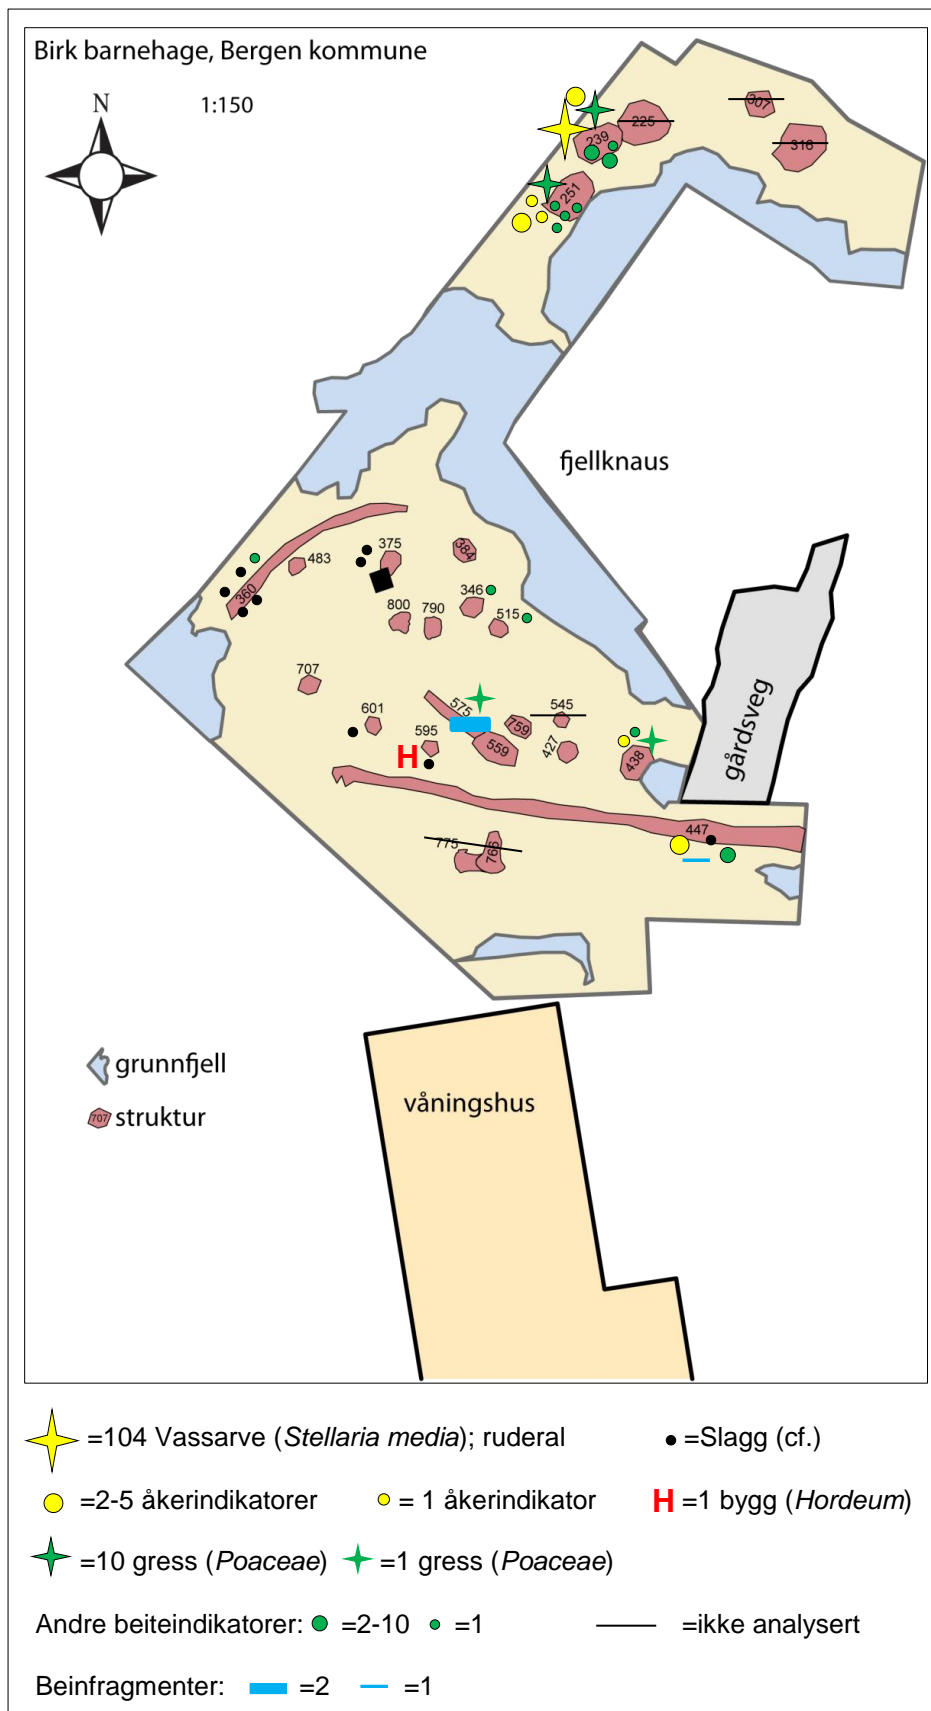 Birk barnehage, Bergen kommune
N
1:150
307
225
239
316
251
fjellknaus
375
384
483
360
346
800
790
515
707
575
545
601
759
595
427
559
438
gårdsveg
447
775
766
grunnfjell
våningshus
707 struktur
=104 Vassarve (Stellaria media); ruderal
=Slagg (cf.)
=2-5 åkerindikatorer
= 1 åkerindikator
H =1 bygg (Hordeum)
H
=10 gress (Poaceae)
=1 gress (Poaceae)
Andre beiteindikatorer: =2-10 =1
=ikke analysert
Beinfragmenter: =2 =1